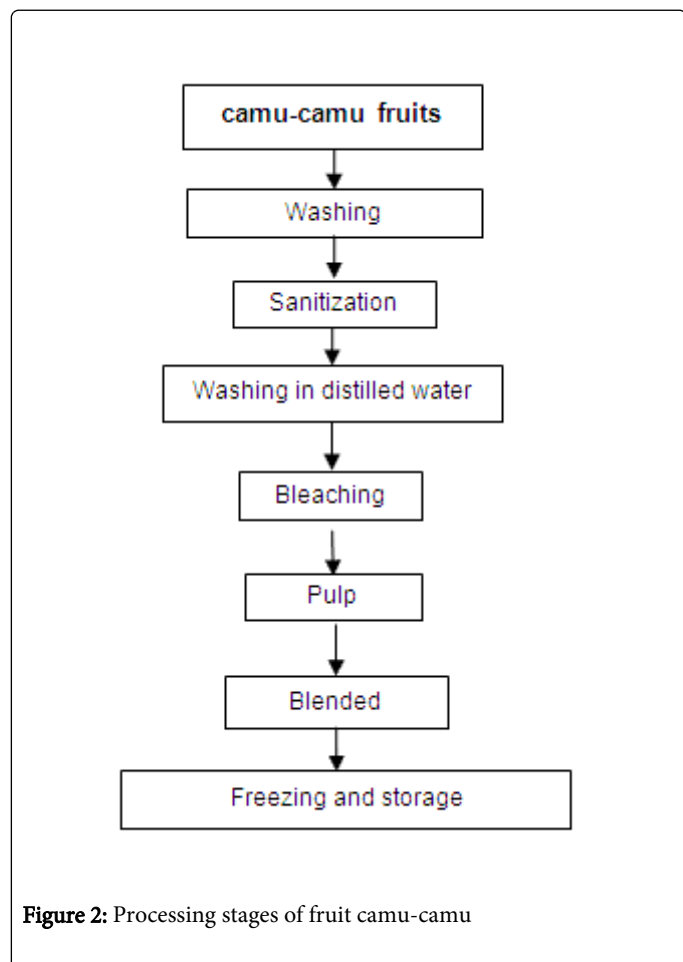 camu-camu fruits
Washing
Sanitization
Washing in distilled water
Bleaching
Pulp
Blended
Freezing and storage
Figure 2: Processing stages of fruit camu-camu